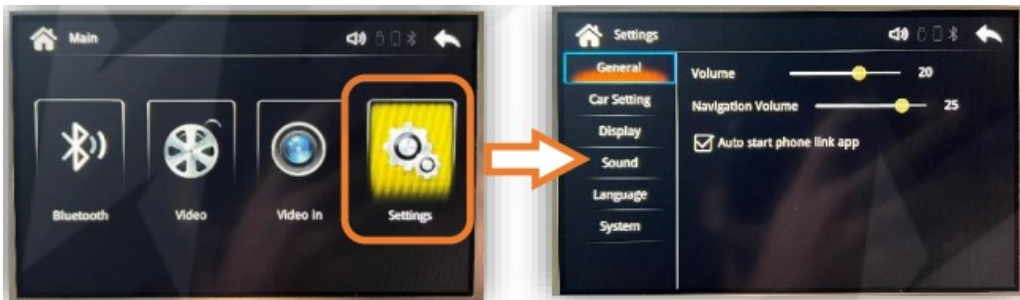 Main
Bluetooth
Video
Video In
Settings
Settings
General
Car Setting
Display
Sound
Language
System
Volume 20
Navigation Volume 25
Auto start phone link app